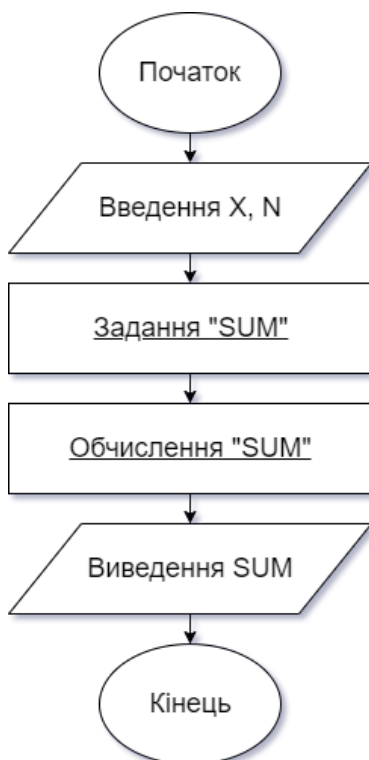 Початок
Введення X, N
Задання "SUM"
Обчислення "SUM"
Виведення SUM
Кінець